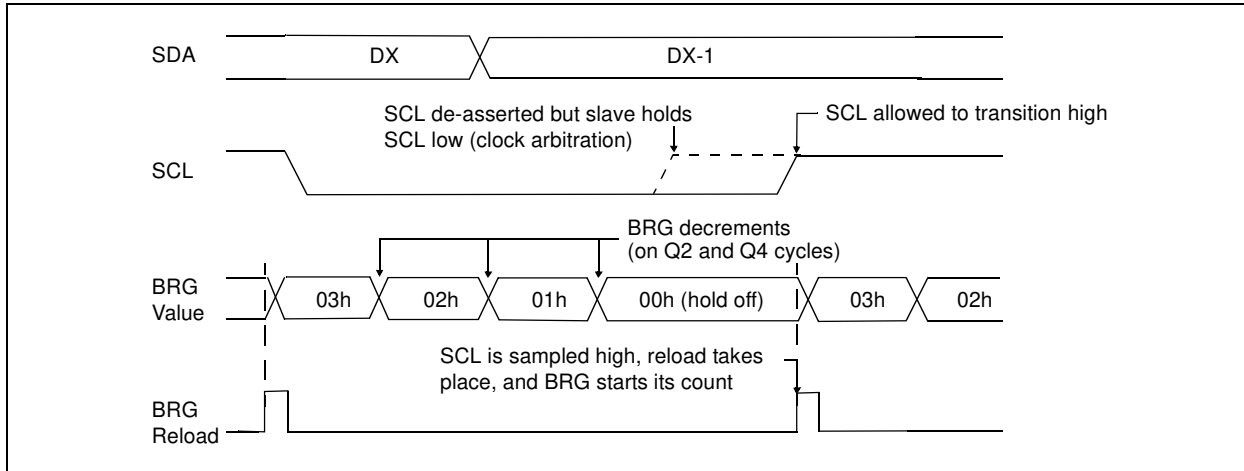 SDA
DX
DX-1
SCL de-asserted but slave holds
SCL low (clock arbitration)
SCL allowed to transition high
SCL
BRG decrements
(on Q2 and Q4 cycles)
BRG
Value
03h
02h
01h
00h (hold off)
03h
02h
SCL is sampled high, reload takes
place, and BRG starts its count
BRG
Reload